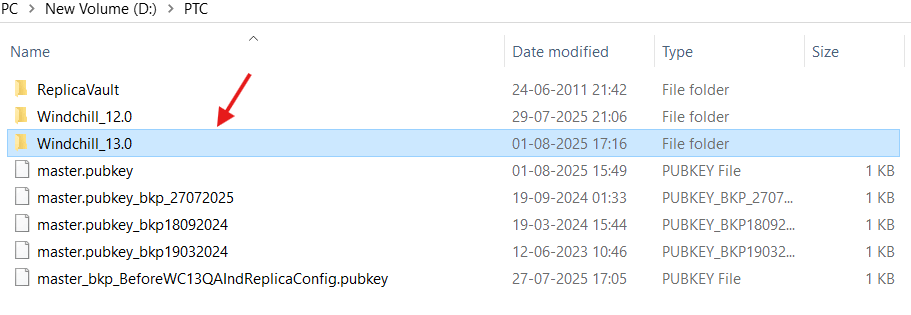 PC > New Volume (D:) > PTC
Name Date modified Type Size
ReplicaVault 24-06-2011 21:42 File folder
Windchill_12.0 29-07-2025 21:06 File folder
Windchill_13.0 01-08-2025 17:16 File folder
master.pubkey 01-08-2025 15:49 PUBKEY File 1 KB
master.pubkey_bkp_27072025 19-09-2024 01:33 PUBKEY_BKP_2707... 1 KB
master.pubkey_bkp18092024 19-03-2024 15:44 PUBKEY_BKP18092... 1 KB
master.pubkey_bkp19032024 12-06-2023 10:46 PUBKEY_BKP19032... 1 KB
master_bkp_BeforeWC13QAIndReplicaConfig.pubkey 27-07-2025 17:05 PUBKEY File 1 KB